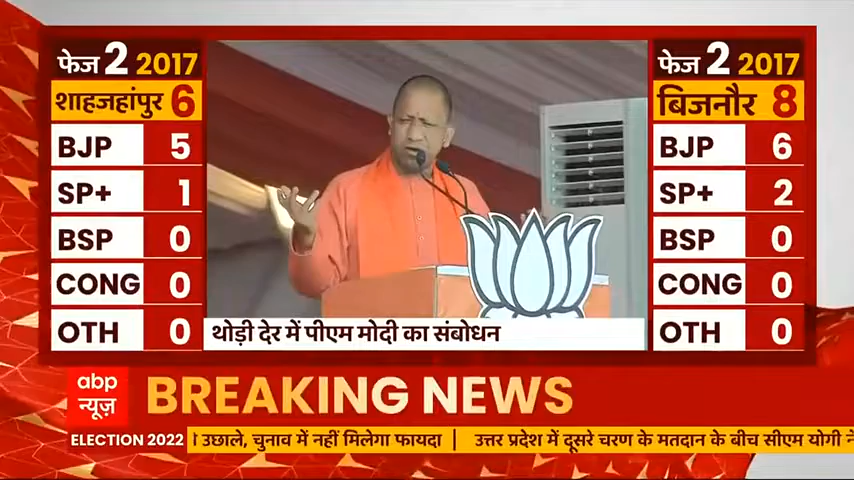 फेज 2 2017
शाहजहांपुर 6
BJP 5
SP+ 1
BSP 0
CONG 0
OTH 0
फेज 2 2017
बिजनौर 8
BJP 6
SP+ 2
BSP 0
CONG 0
OTH 0
थोड़ी देर में पीएम मोदी का संबोधन
abp
न्यूज़
BREAKING NEWS
ELECTION 2022
उछाले, चुनाव में नहीं मिलेगा फायदा | उत्तर प्रदेश में दूसरे चरण के मतदान के बीच सीएम योगी ने